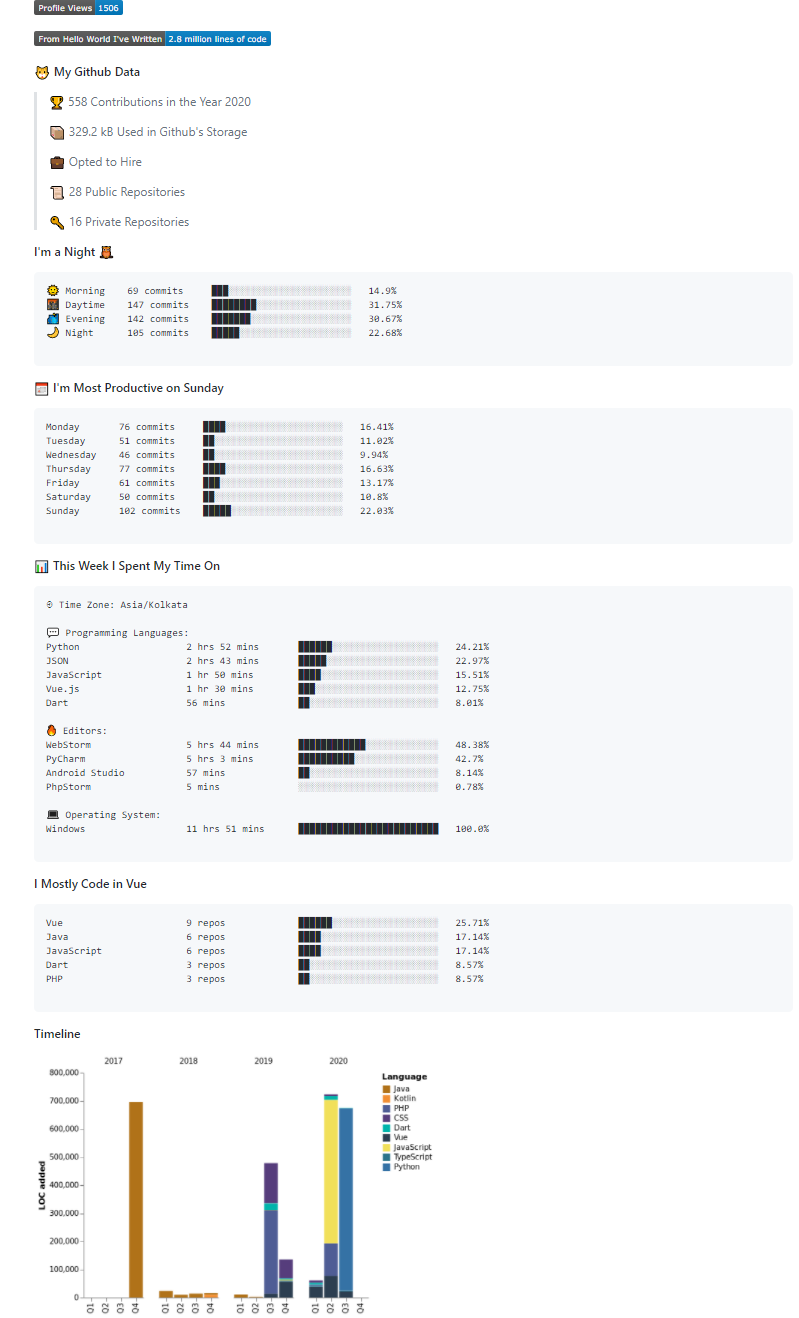 Profile Views 1506
From Hello World I've Written 2.8 million lines of code
My Github Data
558 Contributions in the Year 2020
329.2 kB Used in Github's Storage
Opted to Hire
28 Public Repositories
16 Private Repositories
I'm a Night
Morning 69 commits 14.9%
Daytime 147 commits 31.75%
Evening 142 commits 30.67%
Night 105 commits 22.68%
I'm Most Productive on Sunday
Monday 76 commits 16.41%
Tuesday 51 commits 11.02%
Wednesday 46 commits 9.94%
Thursday 77 commits 16.63%
Friday 61 commits 13.17%
Saturday 50 commits 10.8%
Sunday 102 commits 22.03%
This Week I Spent My Time On
Time Zone: Asia/Kolkata
Programming Languages:
Python 2 hrs 52 mins 24.21%
JSON 2 hrs 43 mins 22.97%
JavaScript 1 hr 50 mins 15.51%
Vue.js 1 hr 30 mins 12.75%
Dart 56 mins 8.01%
Editors:
WebStorm 5 hrs 44 mins 48.38%
PyCharm 5 hrs 3 mins 42.7%
Android Studio 57 mins 8.14%
PhpStorm 5 mins 0.78%
Operating System:
Windows 11 hrs 51 mins 100.0%
I Mostly Code in Vue
Vue 9 repos 25.71%
Java 6 repos 17.14%
JavaScript 6 repos 17.14%
Dart 3 repos 8.57%
PHP 3 repos 8.57%
Timeline
2017 2018 2019 2020
LOC added
800,000
700,000
600,000
500,000
400,000
300,000
200,000
100,000
0
Q1 Q2 Q3 Q4 Q1 Q2 Q3 Q4 Q1 Q2 Q3 Q4 Q1 Q2 Q3 Q4
Language
Java
Kotlin
PHP
CSS
Dart
Vue
JavaScript
TypeScript
Python